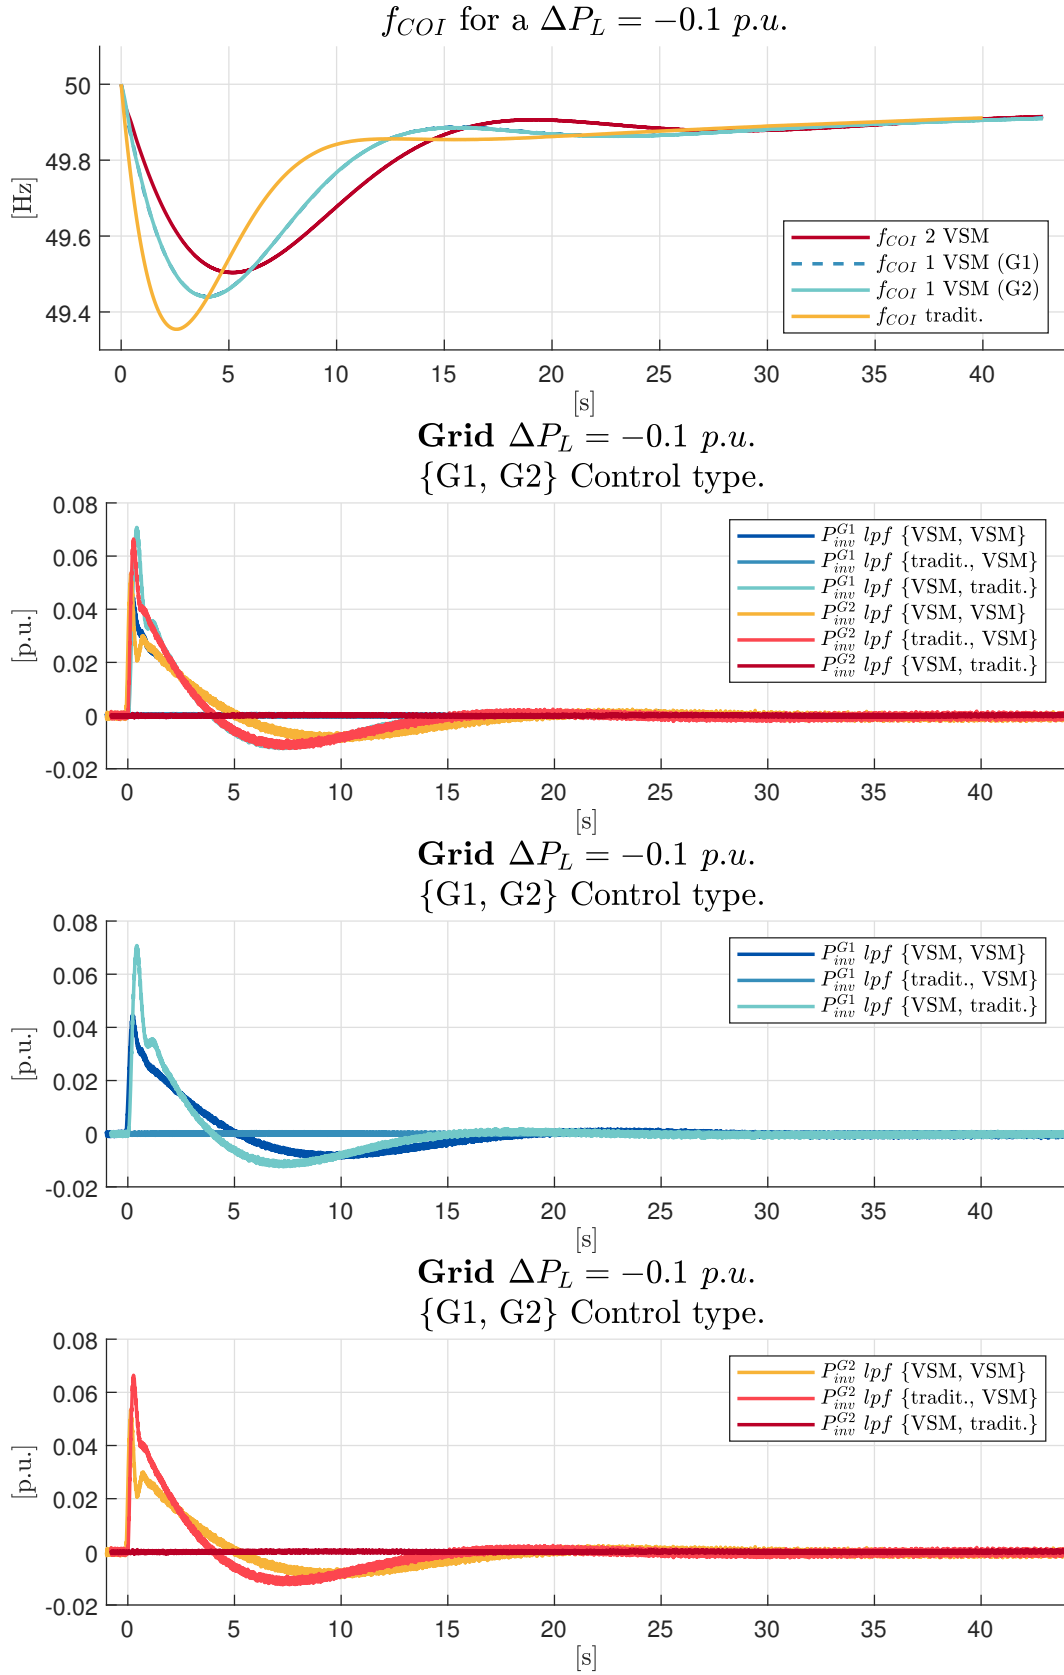 f_COI for a ΔP_L = −0.1 p.u.
50
49.8
49.6
49.4
[Hz]
f_COI 2 VSM
f_COI 1 VSM (G1)
f_COI 1 VSM (G2)
f_COI tradit.
0 5 10 15 20 25 30 35 40
[s]
Grid ΔP_L = −0.1 p.u.
{G1, G2} Control type.
0.08
0.06
0.04
0.02
0
-0.02
[p.u.]
P_inv^G1 lpf {VSM, VSM}
P_inv^G1 lpf {tradit., VSM}
P_inv^G1 lpf {VSM, tradit.}
P_inv^G2 lpf {VSM, VSM}
P_inv^G2 lpf {tradit., VSM}
P_inv^G2 lpf {VSM, tradit.}
0 5 10 15 20 25 30 35 40
[s]
Grid ΔP_L = −0.1 p.u.
{G1, G2} Control type.
0.08
0.06
0.04
0.02
0
-0.02
[p.u.]
P_inv^G1 lpf {VSM, VSM}
P_inv^G1 lpf {tradit., VSM}
P_inv^G1 lpf {VSM, tradit.}
0 5 10 15 20 25 30 35 40
[s]
Grid ΔP_L = −0.1 p.u.
{G1, G2} Control type.
0.08
0.06
0.04
0.02
0
-0.02
[p.u.]
P_inv^G2 lpf {VSM, VSM}
P_inv^G2 lpf {tradit., VSM}
P_inv^G2 lpf {VSM, tradit.}
0 5 10 15 20 25 30 35 40
[s]